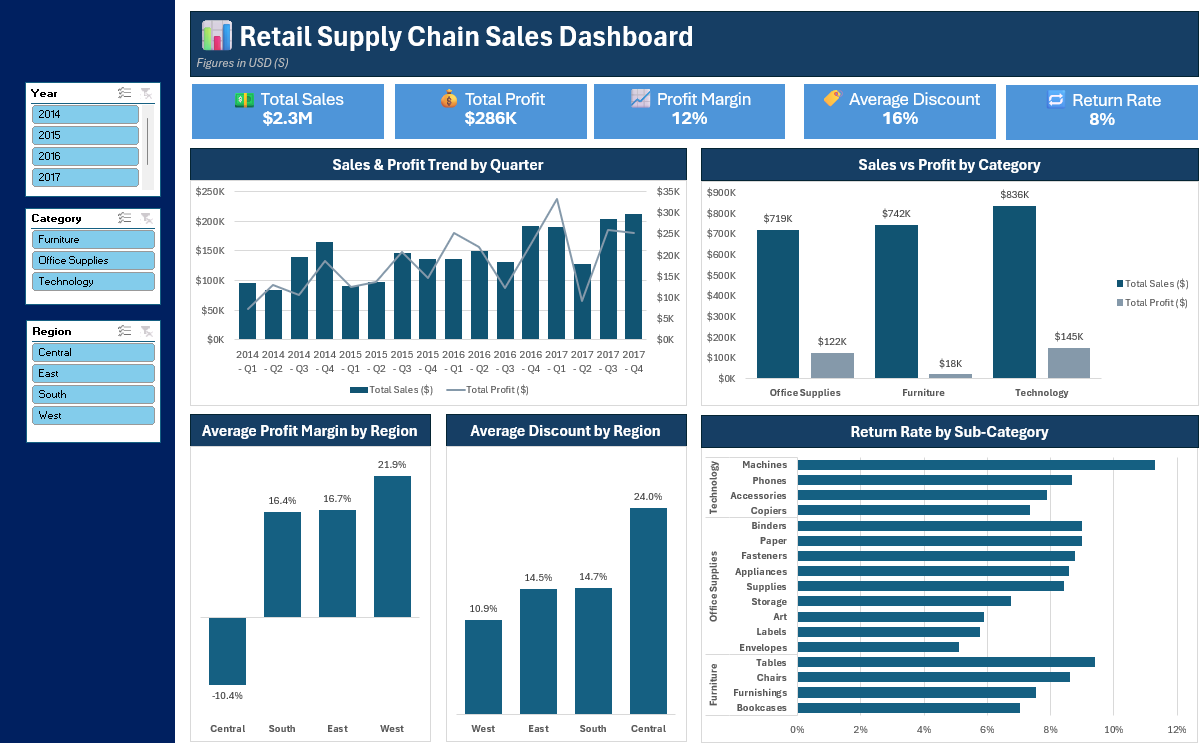 Retail Supply Chain Sales Dashboard
Figures in USD ($)
Year
2014
2015
2016
2017
Category
Furniture
Office Supplies
Technology
Region
Central
East
South
West
Total Sales
$2.3M
Total Profit
$286K
Profit Margin
12%
Average Discount
16%
Return Rate
8%
Sales & Profit Trend by Quarter
$250K
$200K
$150K
$100K
$50K
$0K
$35K
$30K
$25K
$20K
$15K
$10K
$5K
$0K
2014 2014 2014 2014 2015 2015 2015 2015 2016 2016 2016 2016 2017 2017 2017 2017
- Q1 - Q2 - Q3 - Q4 - Q1 - Q2 - Q3 - Q4 - Q1 - Q2 - Q3 - Q4 - Q1 - Q2 - Q3 - Q4
Total Sales ($) Total Profit ($)
Sales vs Profit by Category
$900K
$800K
$700K
$600K
$500K
$400K
$300K
$200K
$100K
$0K
$719K
$122K
$742K
$18K
$836K
$145K
Office Supplies Furniture Technology
Total Sales ($)
Total Profit ($)
Average Profit Margin by Region
-10.4%
16.4%
16.7%
21.9%
Central South East West
Average Discount by Region
10.9%
14.5%
14.7%
24.0%
West East South Central
Return Rate by Sub-Category
Technology
Machines
Phones
Accessories
Copiers
Office Supplies
Binders
Paper
Fasteners
Appliances
Supplies
Storage
Art
Labels
Envelopes
Furniture
Tables
Chairs
Furnishings
Bookcases
0% 2% 4% 6% 8% 10% 12%